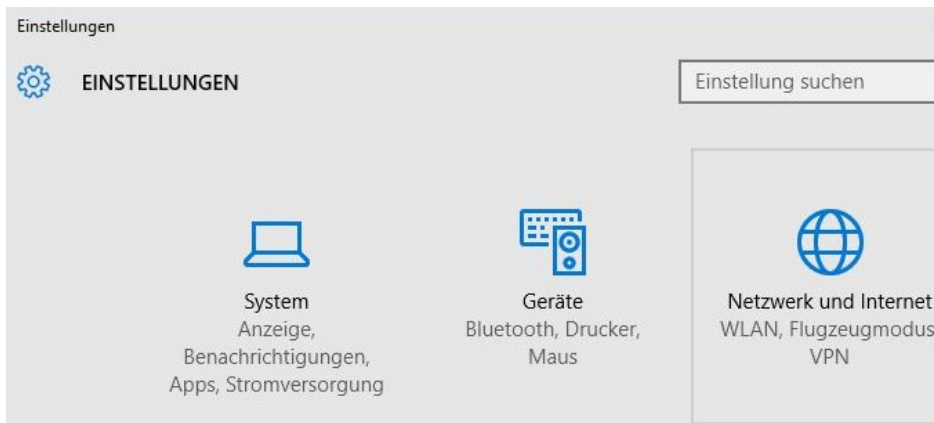 Einstellungen
EINSTELLUNGEN
Einstellung suchen
System
Anzeige,
Benachrichtigungen,
Apps, Stromversorgung
Geräte
Bluetooth, Drucker,
Maus
Netzwerk und Internet
WLAN, Flugzeugmodus
VPN